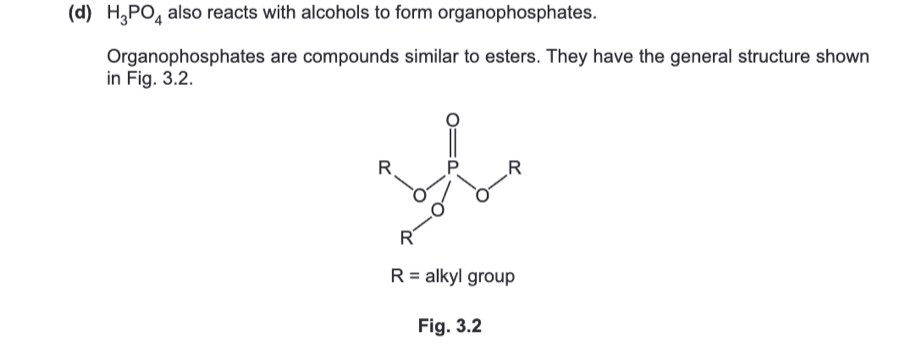 (d) H₃PO₄ also reacts with alcohols to form organophosphates.
Organophosphates are compounds similar to esters. They have the general structure shown
in Fig. 3.2.
O
R P R
O O
O
R
R = alkyl group
Fig. 3.2